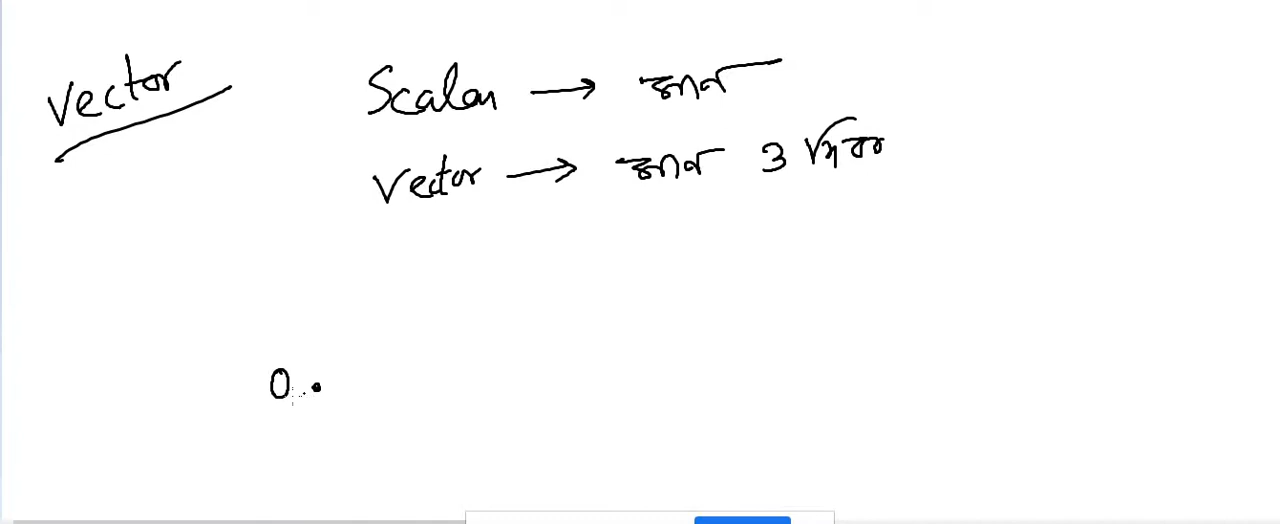 vector
Scalar → মান
vector → মান ও দিক
O